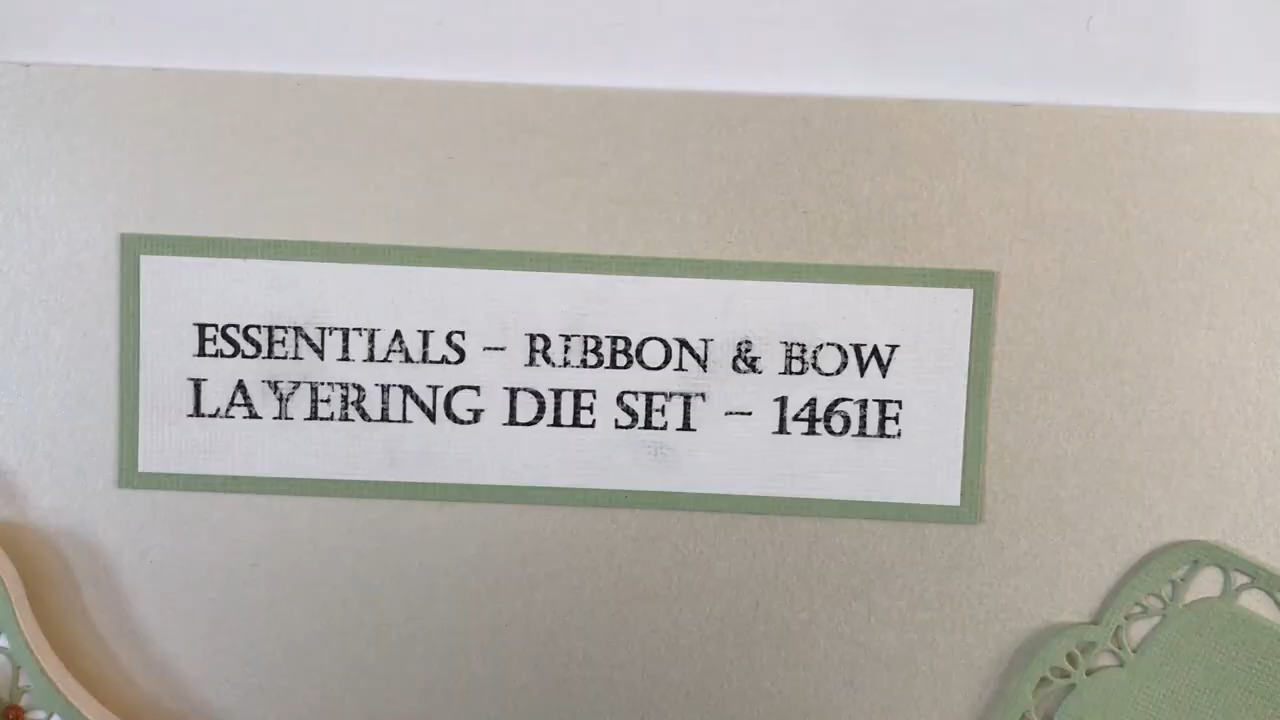 ESSENTIALS – RIBBON & BOW
LAYERING DIE SET – 1461E